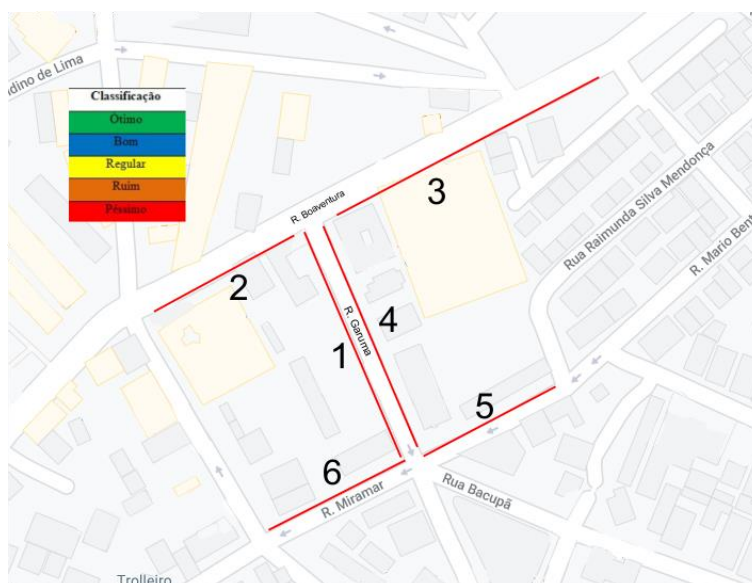 dino de Lima
Classificação
Ótimo
Bom
Regular
Ruim
Péssimo
R. Boaventura
3
Rua Raimunda Silva Mendonça
R. Mario Bent
2
R. Garuma
4
1
5
6
R. Miramar
Rua Bacupã
Trolleiro